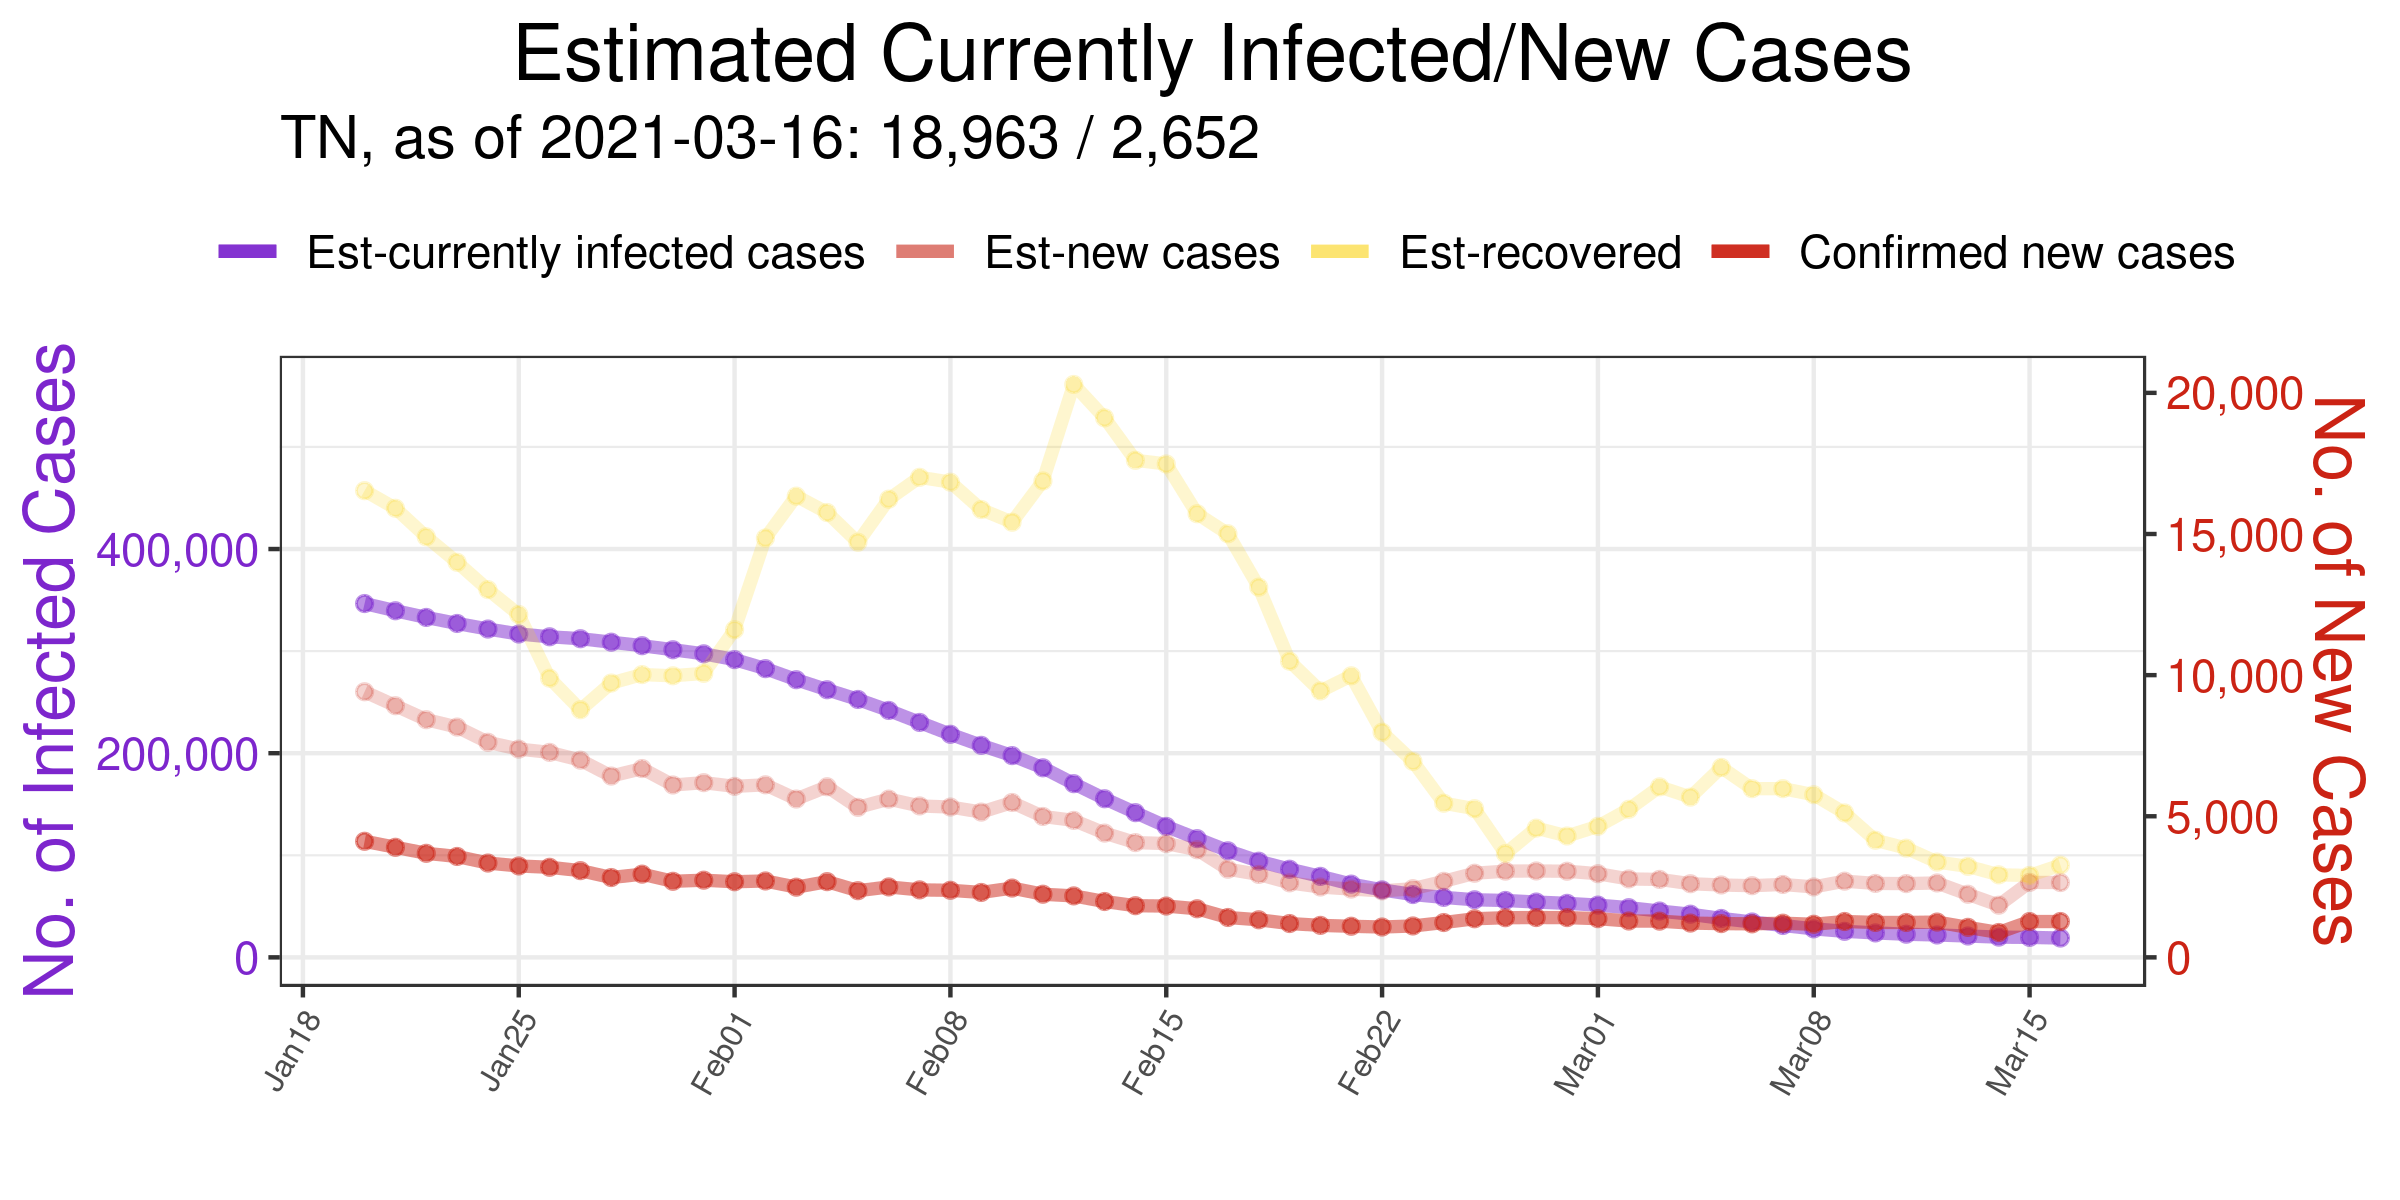 Estimated Currently Infected/New Cases
TN, as of 2021-03-16: 18,963 / 2,652
Est-currently infected cases Est-new cases Est-recovered Confirmed new cases
No. of Infected Cases
400,000
200,000
0
20,000
15,000
10,000
5,000
0
No. of New Cases
Jan18 Jan25 Feb01 Feb08 Feb15 Feb22 Mar01 Mar08 Mar15